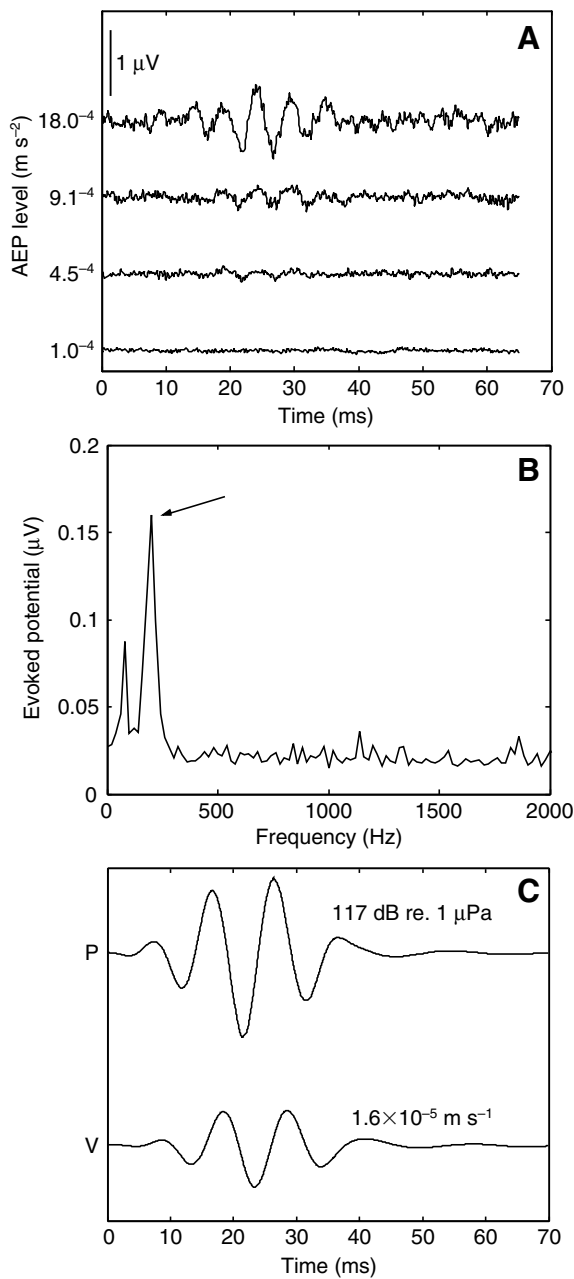 A
1 μV
AEP level (m s⁻²)
18.0⁻⁴
9.1⁻⁴
4.5⁻⁴
1.0⁻⁴
0 10 20 30 40 50 60 70
Time (ms)
B
Evoked potential (μV)
0.2
0.15
0.1
0.05
0
0 500 1000 1500 2000
Frequency (Hz)
C
117 dB re. 1 μPa
P
1.6×10⁻⁵ m s⁻¹
V
0 10 20 30 40 50 60 70
Time (ms)